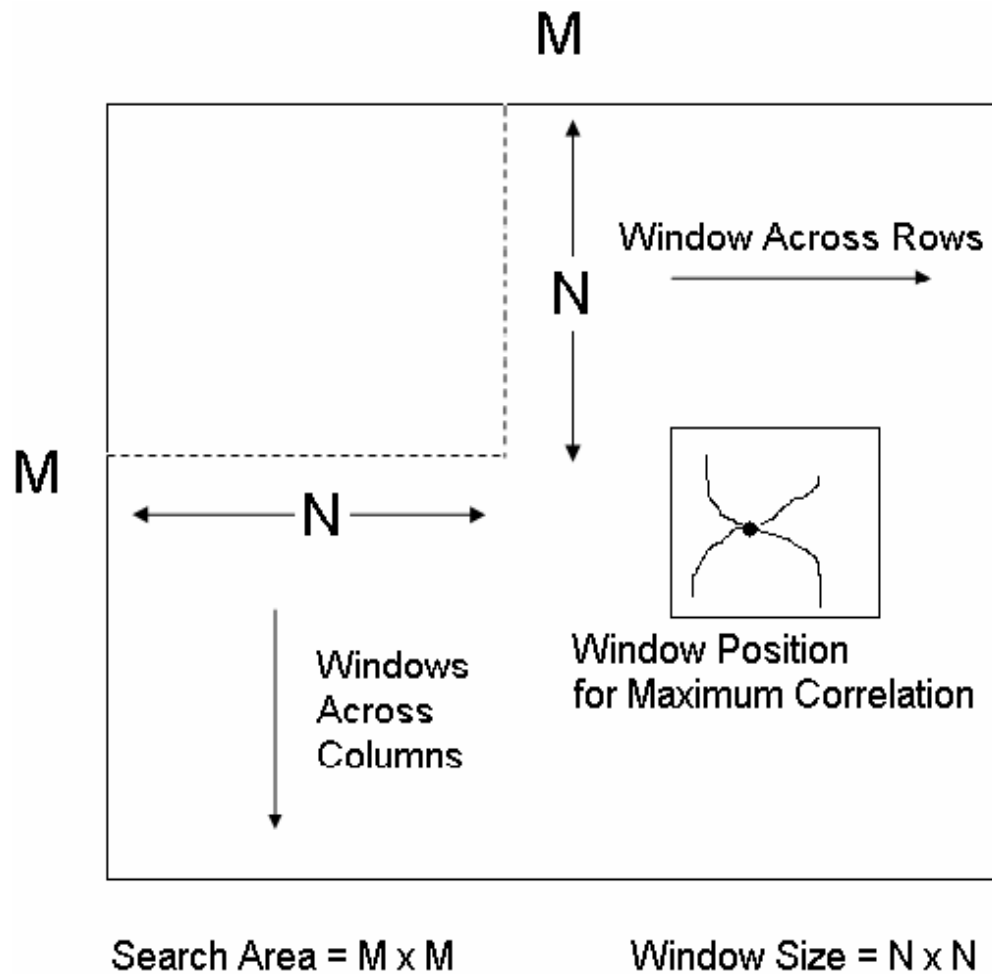 M
Window Across Rows
N
M
N
Windows
Across
Columns
Window Position
for Maximum Correlation
Search Area = M x M
Window Size = N x N